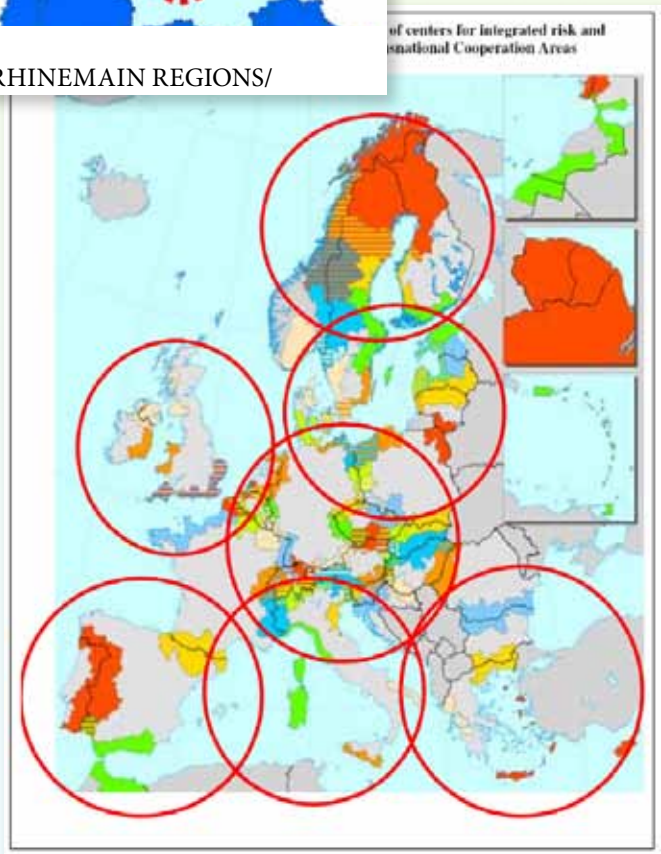 RHINEMAIN REGIONS/
of centers for integrated risk and
snational Cooperation Areas